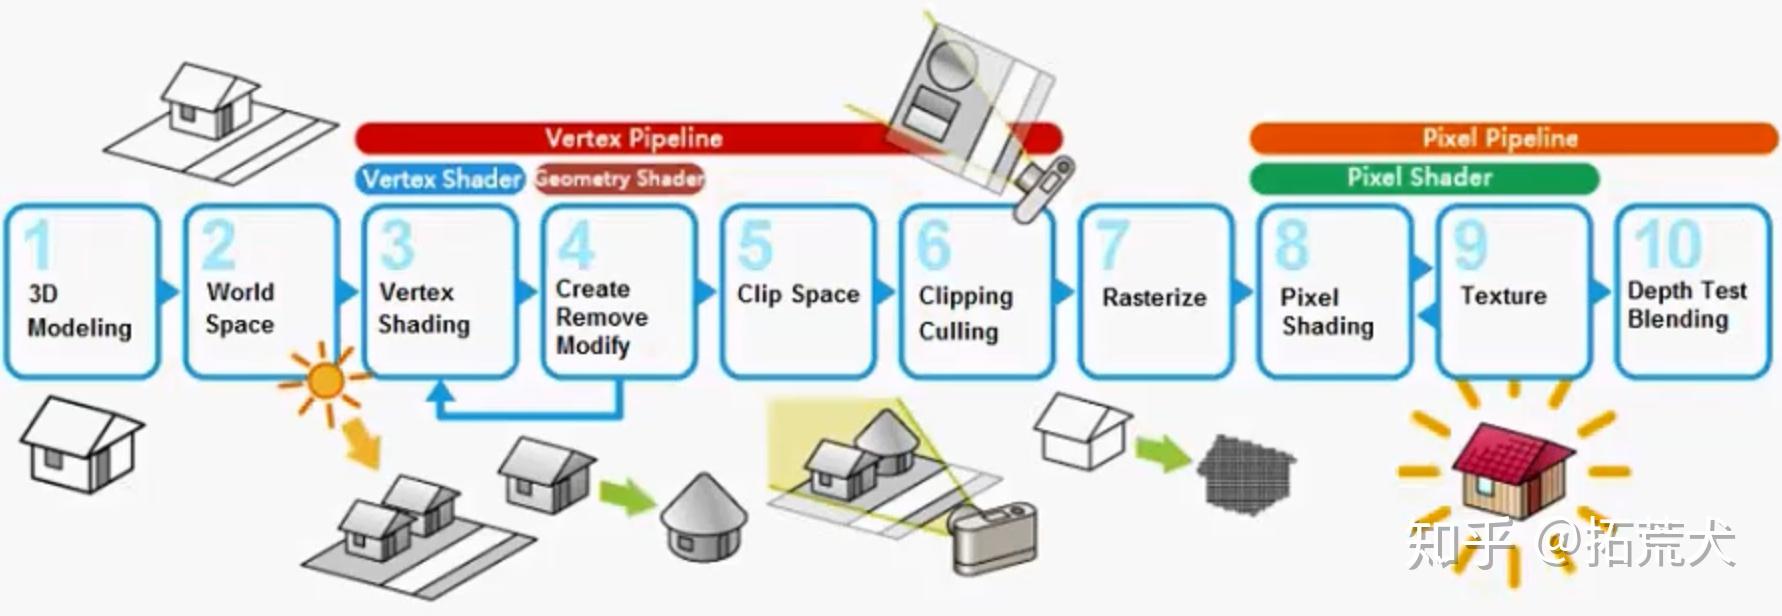 Vertex Pipeline
Pixel Pipeline
Vertex Shader
Geometry Shader
Pixel Shader
1
3D
Modeling
2
World
Space
3
Vertex
Shading
4
Create
Remove
Modify
5
Clip Space
6
Clipping
Culling
7
Rasterize
8
Pixel
Shading
9
Texture
10
Depth Test
Blending
知乎 @拓荒犬